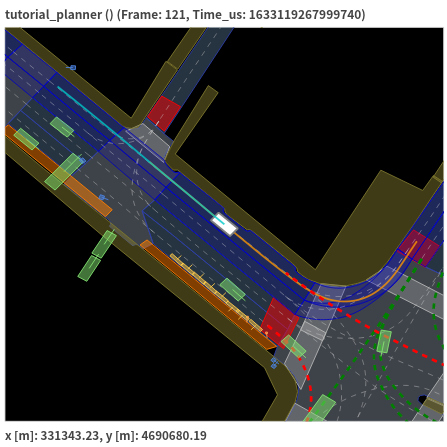 tutorial_planner () (Frame: 121, Time_us: 1633119267999740)
x [m]: 331343.23, y [m]: 4690680.19